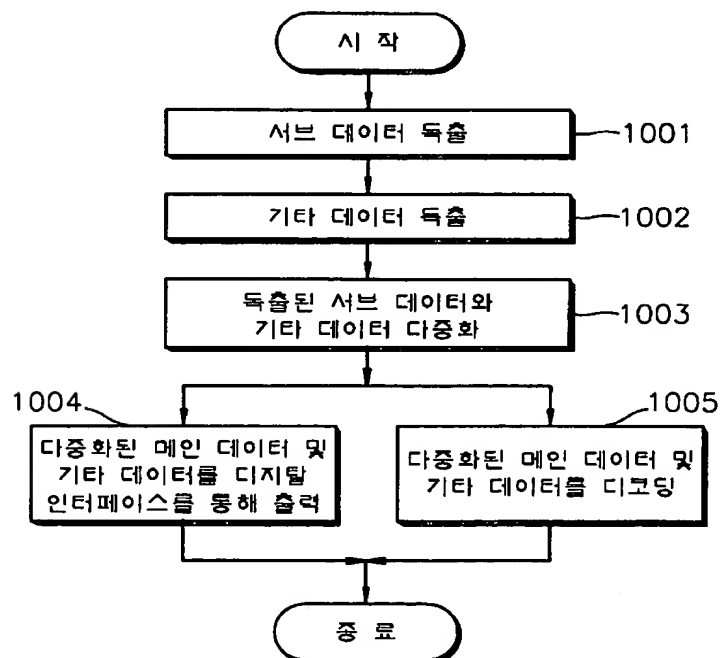 시 작
서브 데이터 독출
1001
기타 데이터 독출
1002
독출된 서브 데이터와
기타 데이터 다중화
1003
1004
다중화된 메인 데이터 및
기타 데이터를 디지탈
인터페이스를 통해 출력
1005
다중화된 메인 데이터 및
기타 데이터를 디코딩
종 료